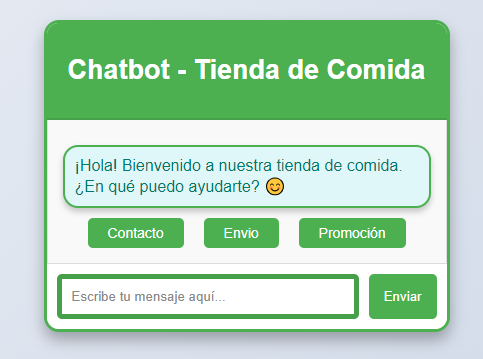 Chatbot - Tienda de Comida
¡Hola! Bienvenido a nuestra tienda de comida.
¿En qué puedo ayudarte? 😊
Contacto
Envio
Promoción
Escribe tu mensaje aquí...
Enviar